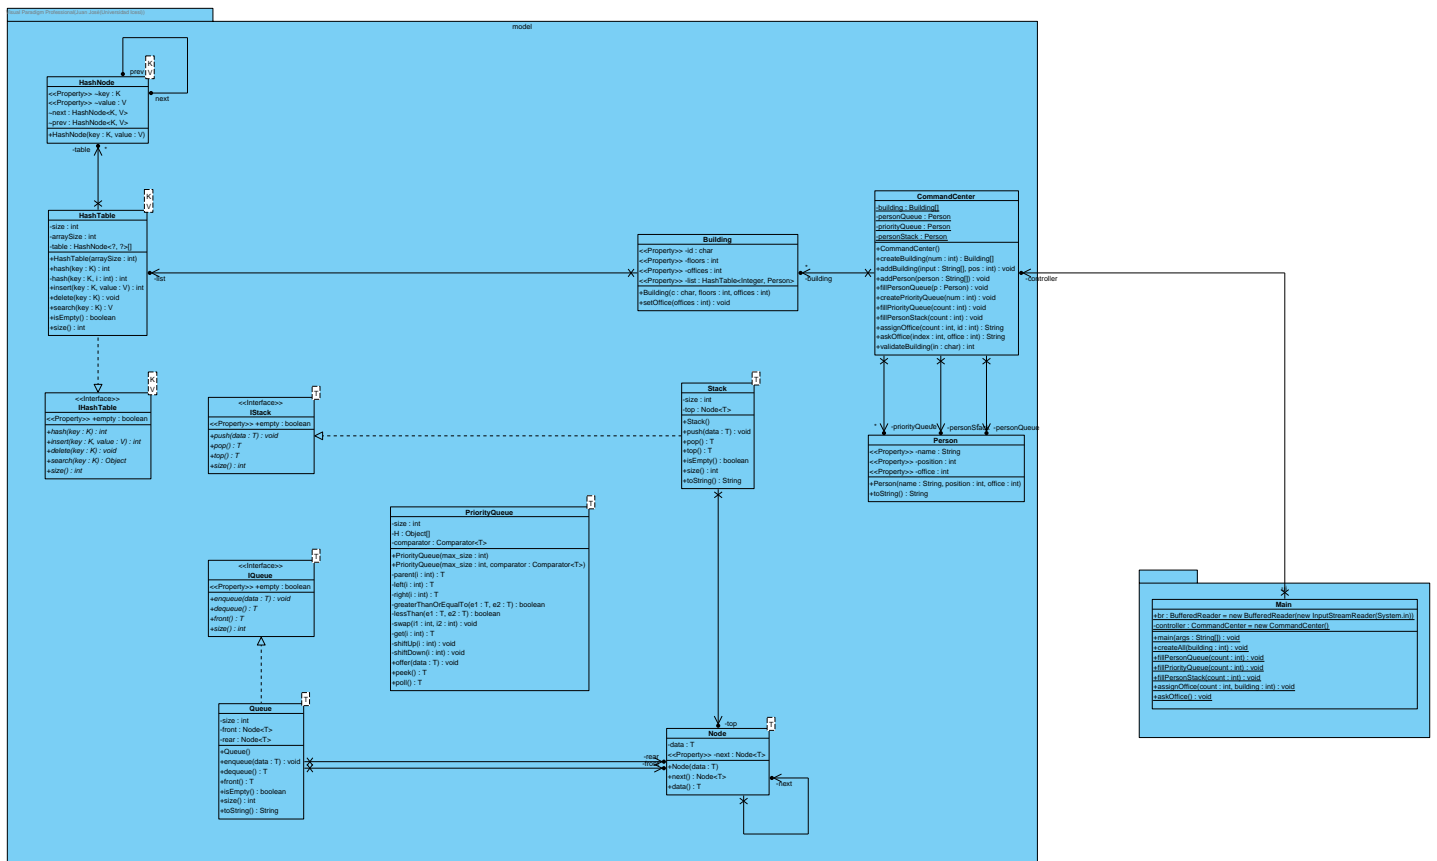 model
K
V
prev
next
HashNode
<<Property>> ~key : K
<<Property>> ~value : V
~next : HashNode<K, V>
~prev : HashNode<K, V>
+HashNode(key : K, value : V)
-table
*
K
V
HashTable
-size : int
-arraySize : int
-table : HashNode<?, ?>[]
+HashTable(arraySize : int)
+hash(key : K) : int
-hash(key : K, i : int) : int
+insert(key : K, value : V) : int
+delete(key : K) : void
+search(key : K) : V
+isEmpty() : boolean
+size() : int
-list
K
V
<<Interface>>
IHashTable
<<Property>> +empty : boolean
+hash(key : K) : int
+insert(key : K, value : V) : int
+delete(key : K) : void
+search(key : K) : Object
+size() : int
Building
<<Property>> -id : char
<<Property>> -floors : int
<<Property>> -offices : int
<<Property>> -list : HashTable<Integer, Person>
+Building(c : char, floors : int, offices : int)
+setOffice(offices : int) : void
*
-building
CommandCenter
-building : Building[]
-personQueue : Person
-priorityQueue : Person
-personStack : Person
+CommandCenter()
+createBuilding(num : int) : Building[]
+addBuilding(input : String[], pos : int) : void
+addPerson(person : String[]) : void
+fillPersonQueue(p : Person) : void
+createPriorityQueue(num : int) : void
+fillPriorityQueue(count : int) : void
+fillPersonStack(count : int) : void
+assignOffice(count : int, id : int) : String
+askOffice(index : int, office : int) : String
+validateBuilding(in : char) : int
-controller
*
-priorityQueue
-personStack
-personQueue
Person
<<Property>> -name : String
<<Property>> -position : int
<<Property>> -office : int
+Person(name : String, position : int, office : int)
+toString() : String
T
<<Interface>>
IStack
<<Property>> +empty : boolean
+push(data : T) : void
+pop() : T
+top() : T
+size() : int
T
Stack
-size : int
-top : Node<T>
+Stack()
+push(data : T) : void
+pop() : T
+top() : T
+isEmpty() : boolean
+size() : int
+toString() : String
T
PriorityQueue
-size : int
-H : Object[]
-comparator : Comparator<T>
+PriorityQueue(max_size : int)
+PriorityQueue(max_size : int, comparator : Comparator<T>)
-parent(i : int) : T
-left(i : int) : T
-right(i : int) : T
-greaterThanOrEqualTo(e1 : T, e2 : T) : boolean
-lessThan(e1 : T, e2 : T) : boolean
-swap(i1 : int, i2 : int) : void
-get(i : int) : T
-shiftUp(i : int) : void
-shiftDown(i : int) : void
+offer(data : T) : void
+peek() : T
+poll() : T
T
<<Interface>>
IQueue
<<Property>> +empty : boolean
+enqueue(data : T) : void
+dequeue() : T
+front() : T
+size() : int
T
Queue
-size : int
-front : Node<T>
-rear : Node<T>
+Queue()
+enqueue(data : T) : void
+dequeue() : T
+front() : T
+isEmpty() : boolean
+size() : int
+toString() : String
-rear
-front
-top
T
Node
-data : T
<<Property>> -next : Node<T>
+Node(data : T)
+next() : Node<T>
+data() : T
-next
Main
+br : BufferedReader = new BufferedReader(new InputStreamReader(System.in))
-controller : CommandCenter = new CommandCenter()
+main(args : String[]) : void
+createAll(building : int) : void
+fillPersonQueue(count : int) : void
+fillPriorityQueue(count : int) : void
+fillPersonStack(count : int) : void
+assignOffice(count : int, building : int) : void
+askOffice() : void